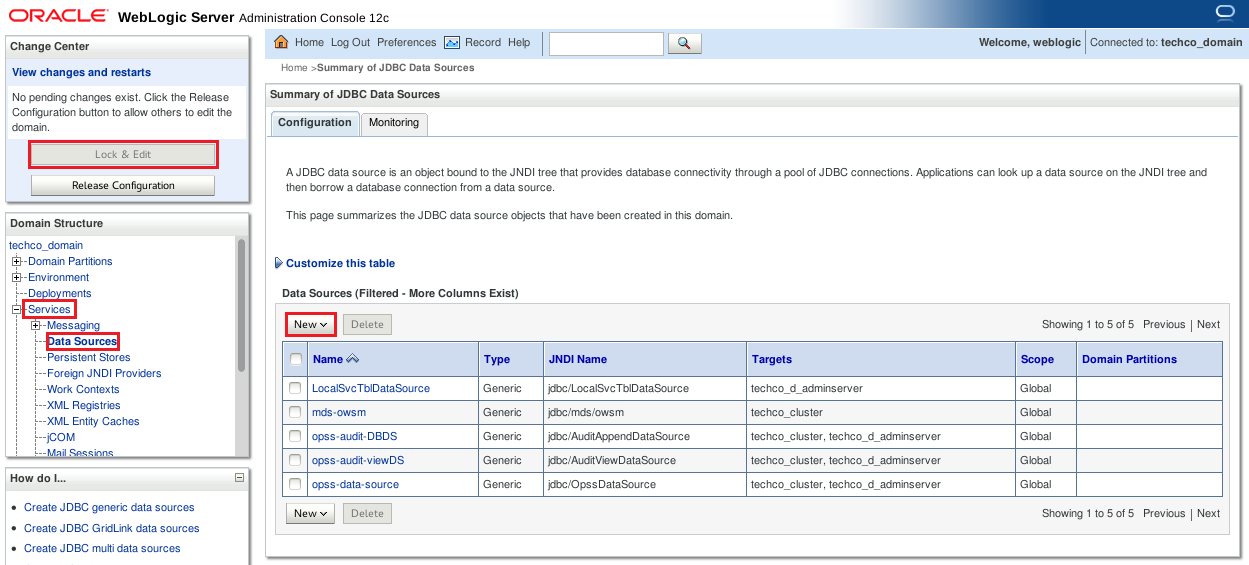 ORACLE WebLogic Server Administration Console 12c
Change Center
View changes and restarts
No pending changes exist. Click the Release
Configuration button to allow others to edit the
domain.
Lock & Edit
Release Configuration
Domain Structure
techco_domain
Domain Partitions
Environment
Deployments
Services
Messaging
Data Sources
Persistent Stores
Foreign JNDI Providers
Work Contexts
XML Registries
XML Entity Caches
jCOM
Mail Sessions
How do I...
Create JDBC generic data sources
Create JDBC GridLink data sources
Create JDBC multi data sources
Home Log Out Preferences Record Help
Welcome, weblogic Connected to: techco_domain
Home >Summary of JDBC Data Sources
Summary of JDBC Data Sources
Configuration Monitoring
A JDBC data source is an object bound to the JNDI tree that provides database connectivity through a pool of JDBC connections. Applications can look up a data source on the JNDI tree and
then borrow a database connection from a data source.
This page summarizes the JDBC data source objects that have been created in this domain.
Customize this table
Data Sources (Filtered - More Columns Exist)
New Delete Showing 1 to 5 of 5 Previous | Next
Name Type JNDI Name Targets Scope Domain Partitions
LocalSvcTblDataSource Generic jdbc/LocalSvcTblDataSource techco_d_adminserver Global
mds-owsm Generic jdbc/mds/owsm techco_cluster Global
opss-audit-DBDS Generic jdbc/AuditAppendDataSource techco_cluster, techco_d_adminserver Global
opss-audit-viewDS Generic jdbc/AuditViewDataSource techco_cluster, techco_d_adminserver Global
opss-data-source Generic jdbc/OpssDataSource techco_cluster, techco_d_adminserver Global
New Delete Showing 1 to 5 of 5 Previous | Next